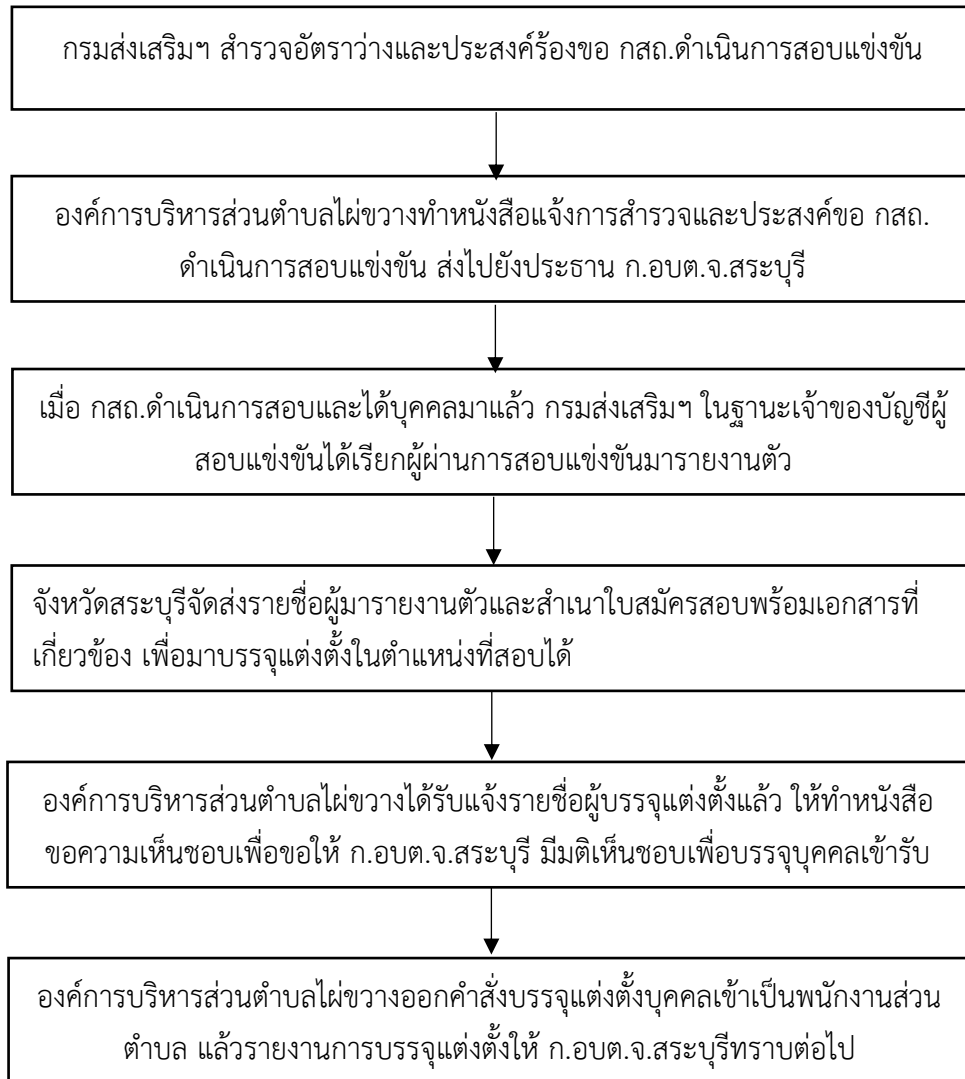 กรมส่งเสริมฯ สำรวจอัตราว่างและประสงค์ร้องขอ กสถ.ดำเนินการสอบแข่งขัน
องค์การบริหารส่วนตำบลไผ่ขวางทำหนังสือแจ้งการสำรวจและประสงค์ขอ กสถ.
ดำเนินการสอบแข่งขัน ส่งไปยังประธาน ก.อบต.จ.สระบุรี
เมื่อ กสถ.ดำเนินการสอบและได้บุคคลมาแล้ว กรมส่งเสริมฯ ในฐานะเจ้าของบัญชีผู้
สอบแข่งขันได้เรียกผู้ผ่านการสอบแข่งขันมารายงานตัว
จังหวัดสระบุรีจัดส่งรายชื่อผู้มารายงานตัวและสำเนาใบสมัครสอบพร้อมเอกสารที่
เกี่ยวข้อง เพื่อมาบรรจุแต่งตั้งในตำแหน่งที่สอบได้
องค์การบริหารส่วนตำบลไผ่ขวางได้รับแจ้งรายชื่อผู้บรรจุแต่งตั้งแล้ว ให้ทำหนังสือ
ขอความเห็นชอบเพื่อขอให้ ก.อบต.จ.สระบุรี มีมติเห็นชอบเพื่อบรรจุบุคคลเข้ารับ
องค์การบริหารส่วนตำบลไผ่ขวางออกคำสั่งบรรจุแต่งตั้งบุคคลเข้าเป็นพนักงานส่วน
ตำบล แล้วรายงานการบรรจุแต่งตั้งให้ ก.อบต.จ.สระบุรีทราบต่อไป